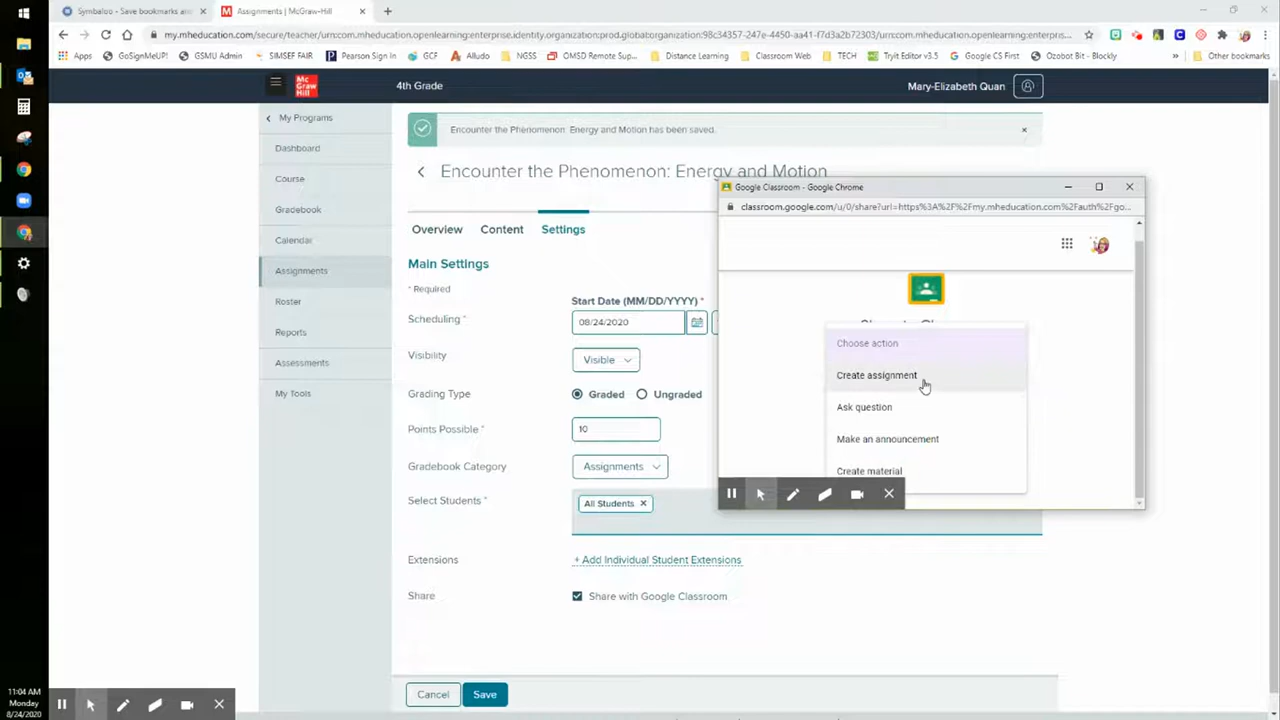 Symbaloo - Save bookmarks an
Assignments | McGraw-Hill
my.mheducation.com/secure/teacher/urn:com.mheducation.openlearning:enterprise.identity.organization:prod.globalorganization:98c34357-247e-4450-aa41-f7d3a2b72303/urn:com.mheducation.openlearning:enterprise...
Apps
GoSignMeUP!
GSMU Admin
SIMSEF FAIR
Pearson Sign In
GCF
Alludo
NGSS
OMSD Remote Sup...
Distance Learning
Classroom Web
TECH
TryIt Editor v3.5
Google CS First
Ozobot Bit - Blockly
»
Other bookmarks
Mc
Graw
Hill
4th Grade
Mary-Elizabeth Quan
My Programs
Dashboard
Course
Gradebook
Calendar
Assignments
Roster
Reports
Assessments
My Tools
Encounter the Phenomenon Energy and Motion has been saved.
Encounter the Phenomenon: Energy and Motion
Overview
Content
Settings
Main Settings
* Required
Start Date (MM/DD/YYYY) *
Scheduling *
08/24/2020
Visibility
Visible
Grading Type
Graded
Ungraded
Points Possible *
10
Gradebook Category
Assignments
Select Students *
All Students
Extensions
+ Add Individual Student Extensions
Share
Share with Google Classroom
Cancel
Save
Google Classroom - Google Chrome
classroom.google.com/u/0/share?url=https%3A%2F%2Fmy.mheducation.com%2Fauth%2Fgo...
Choose action
Create assignment
Ask question
Make an announcement
Create material
11:04 AM
Monday
8/24/2020